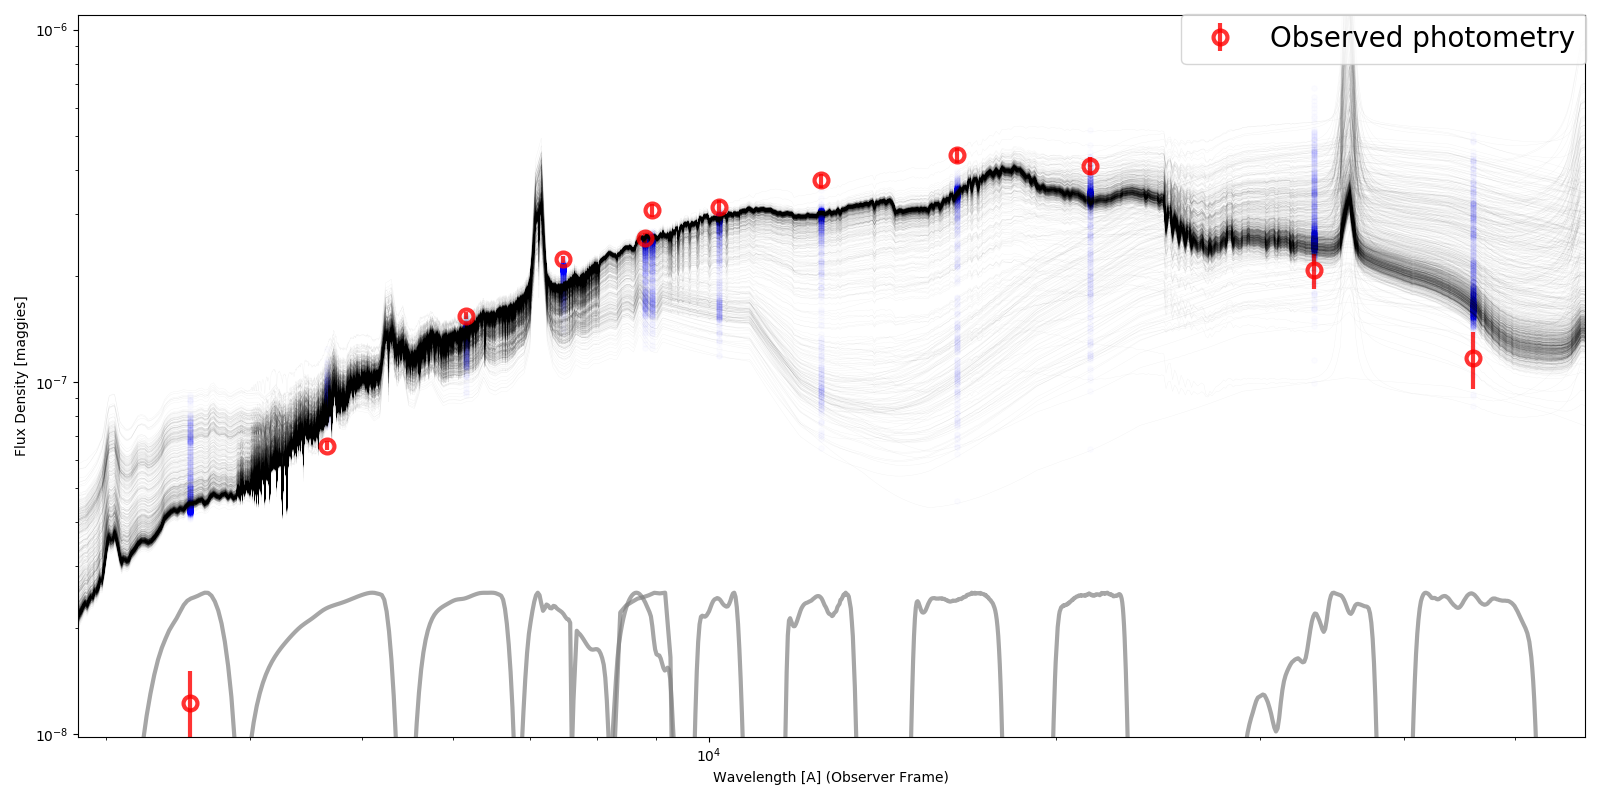 10⁻⁶
Observed photometry
Flux Density [maggies]
10⁻⁷
10⁻⁸
10⁴
Wavelength [A] (Observer Frame)